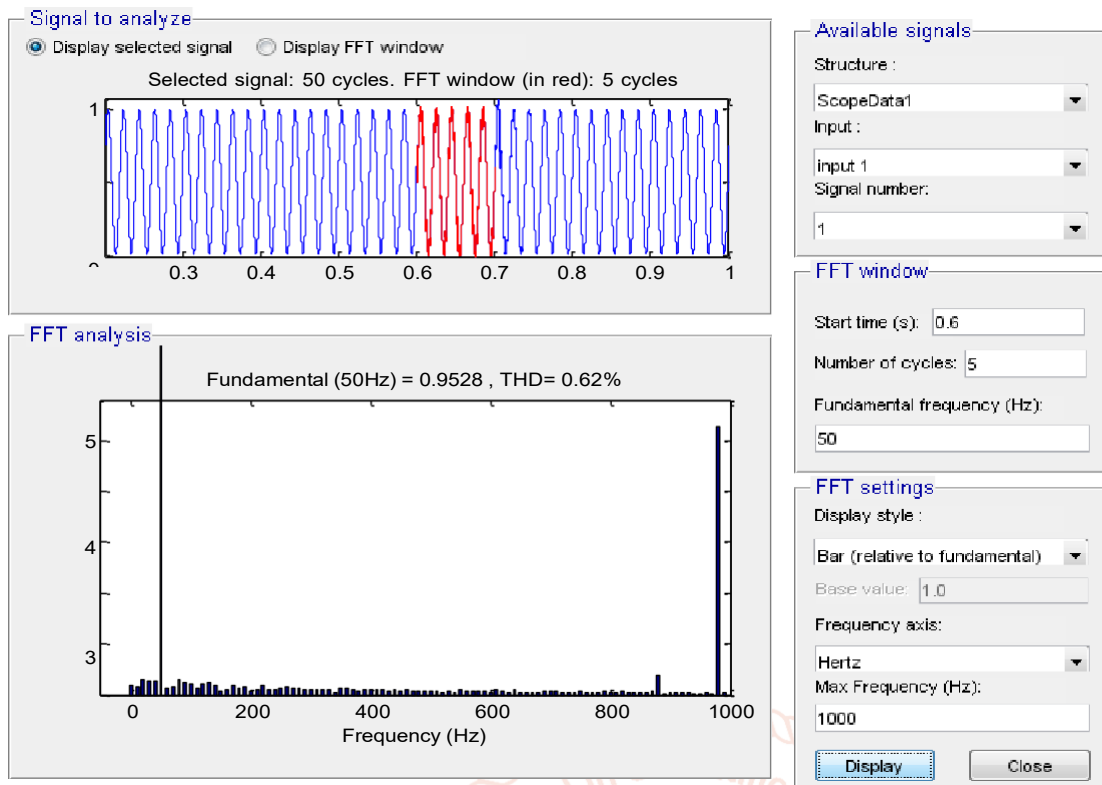 Signal to analyze
Display selected signal Display FFT window
Selected signal: 50 cycles. FFT window (in red): 5 cycles
1
0.3 0.4 0.5 0.6 0.7 0.8 0.9 1
FFT analysis
Fundamental (50Hz) = 0.9528 , THD= 0.62%
5
4
3
0 200 400 600 800 1000
Frequency (Hz)
Available signals
Structure :
ScopeData1
Input :
input 1
Signal number:
1
FFT window
Start time (s): 0.6
Number of cycles: 5
Fundamental frequency (Hz):
50
FFT settings
Display style :
Bar (relative to fundamental)
Base value: 1.0
Frequency axis:
Hertz
Max Frequency (Hz):
1000
Display Close